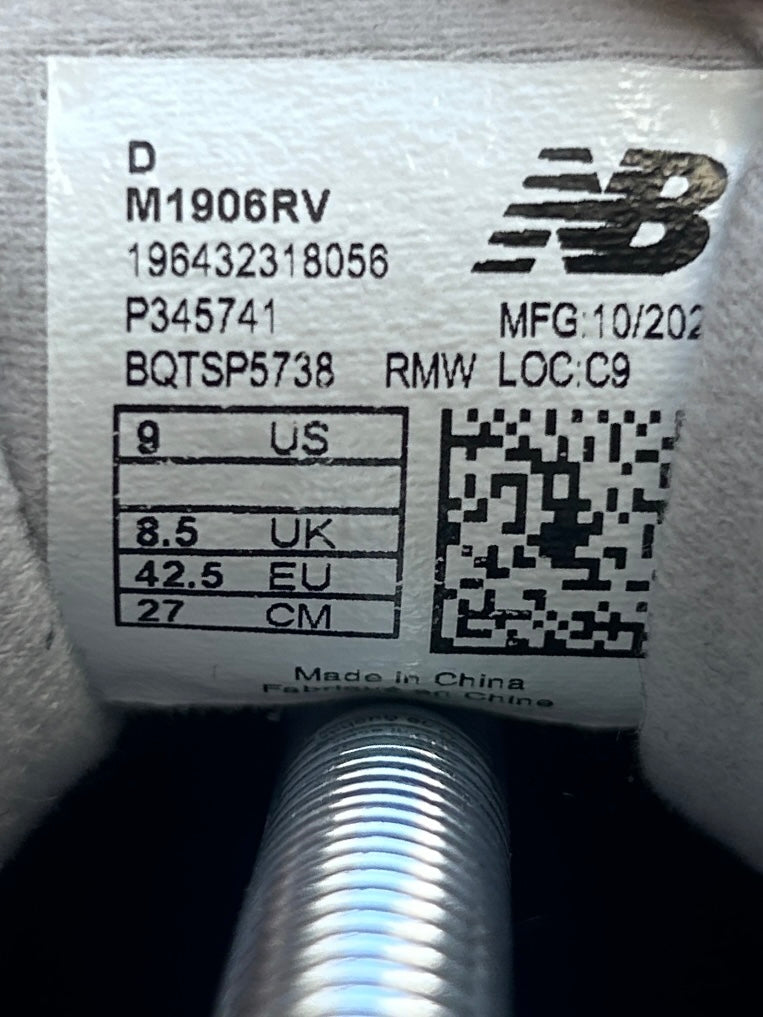 D
M1906RV
196432318056
P345741 MFG:10/202
BQTSP5738 RMW LOC:C9
NB
9 US
8.5 UK
42.5 EU
27 CM
Made in China
Fabriqué en Chine